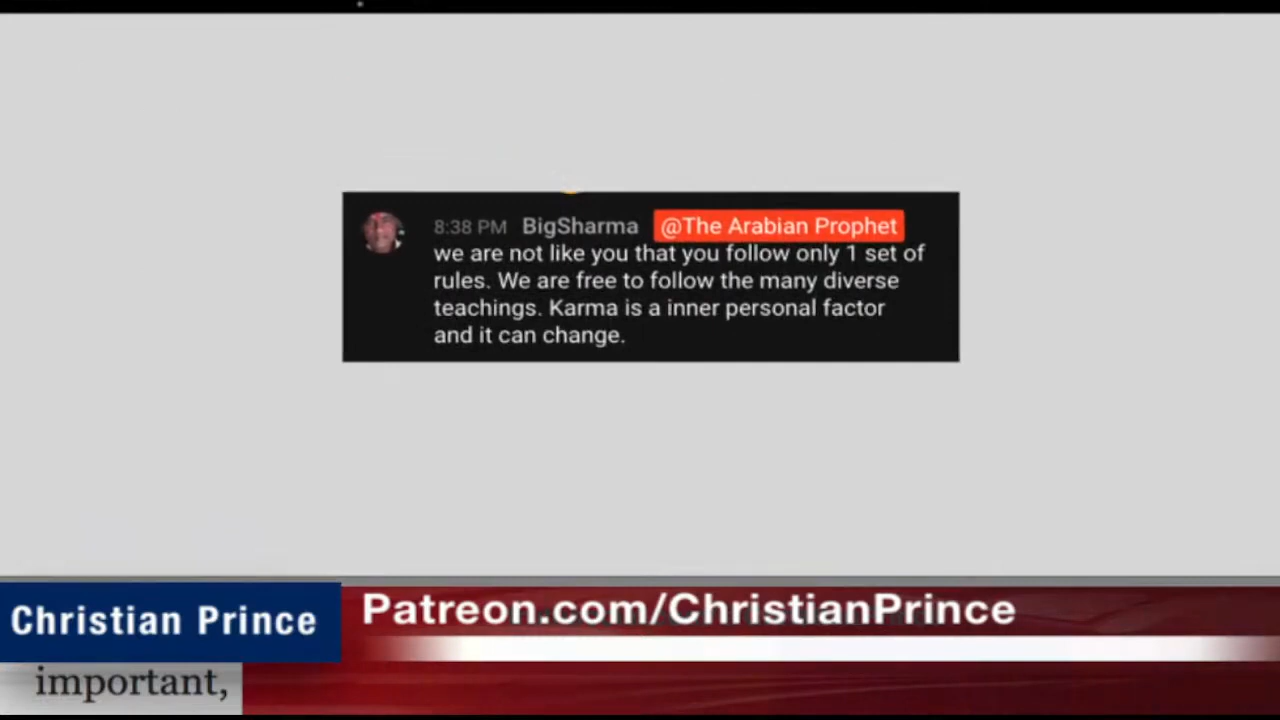 8:38 PM BigSharma @The Arabian Prophet
we are not like you that you follow only 1 set of
rules. We are free to follow the many diverse
teachings. Karma is a inner personal factor
and it can change.
Christian Prince
Patreon.com/ChristianPrince
important,